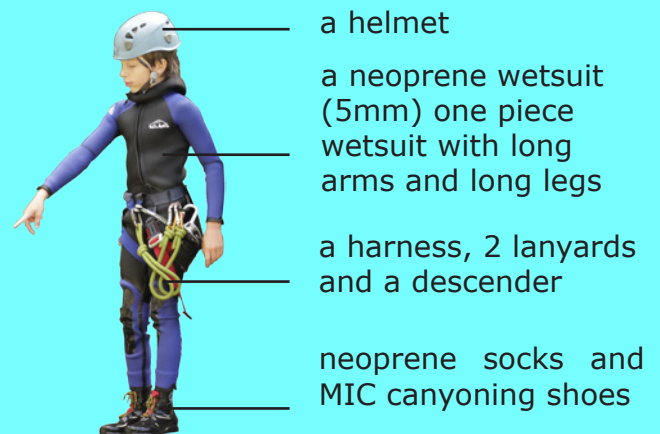 a helmet
a neoprene wetsuit
(5mm) one piece
wetsuit with long
arms and long legs
a harness, 2 lanyards
and a descender
neoprene socks and
MIC canyoning shoes